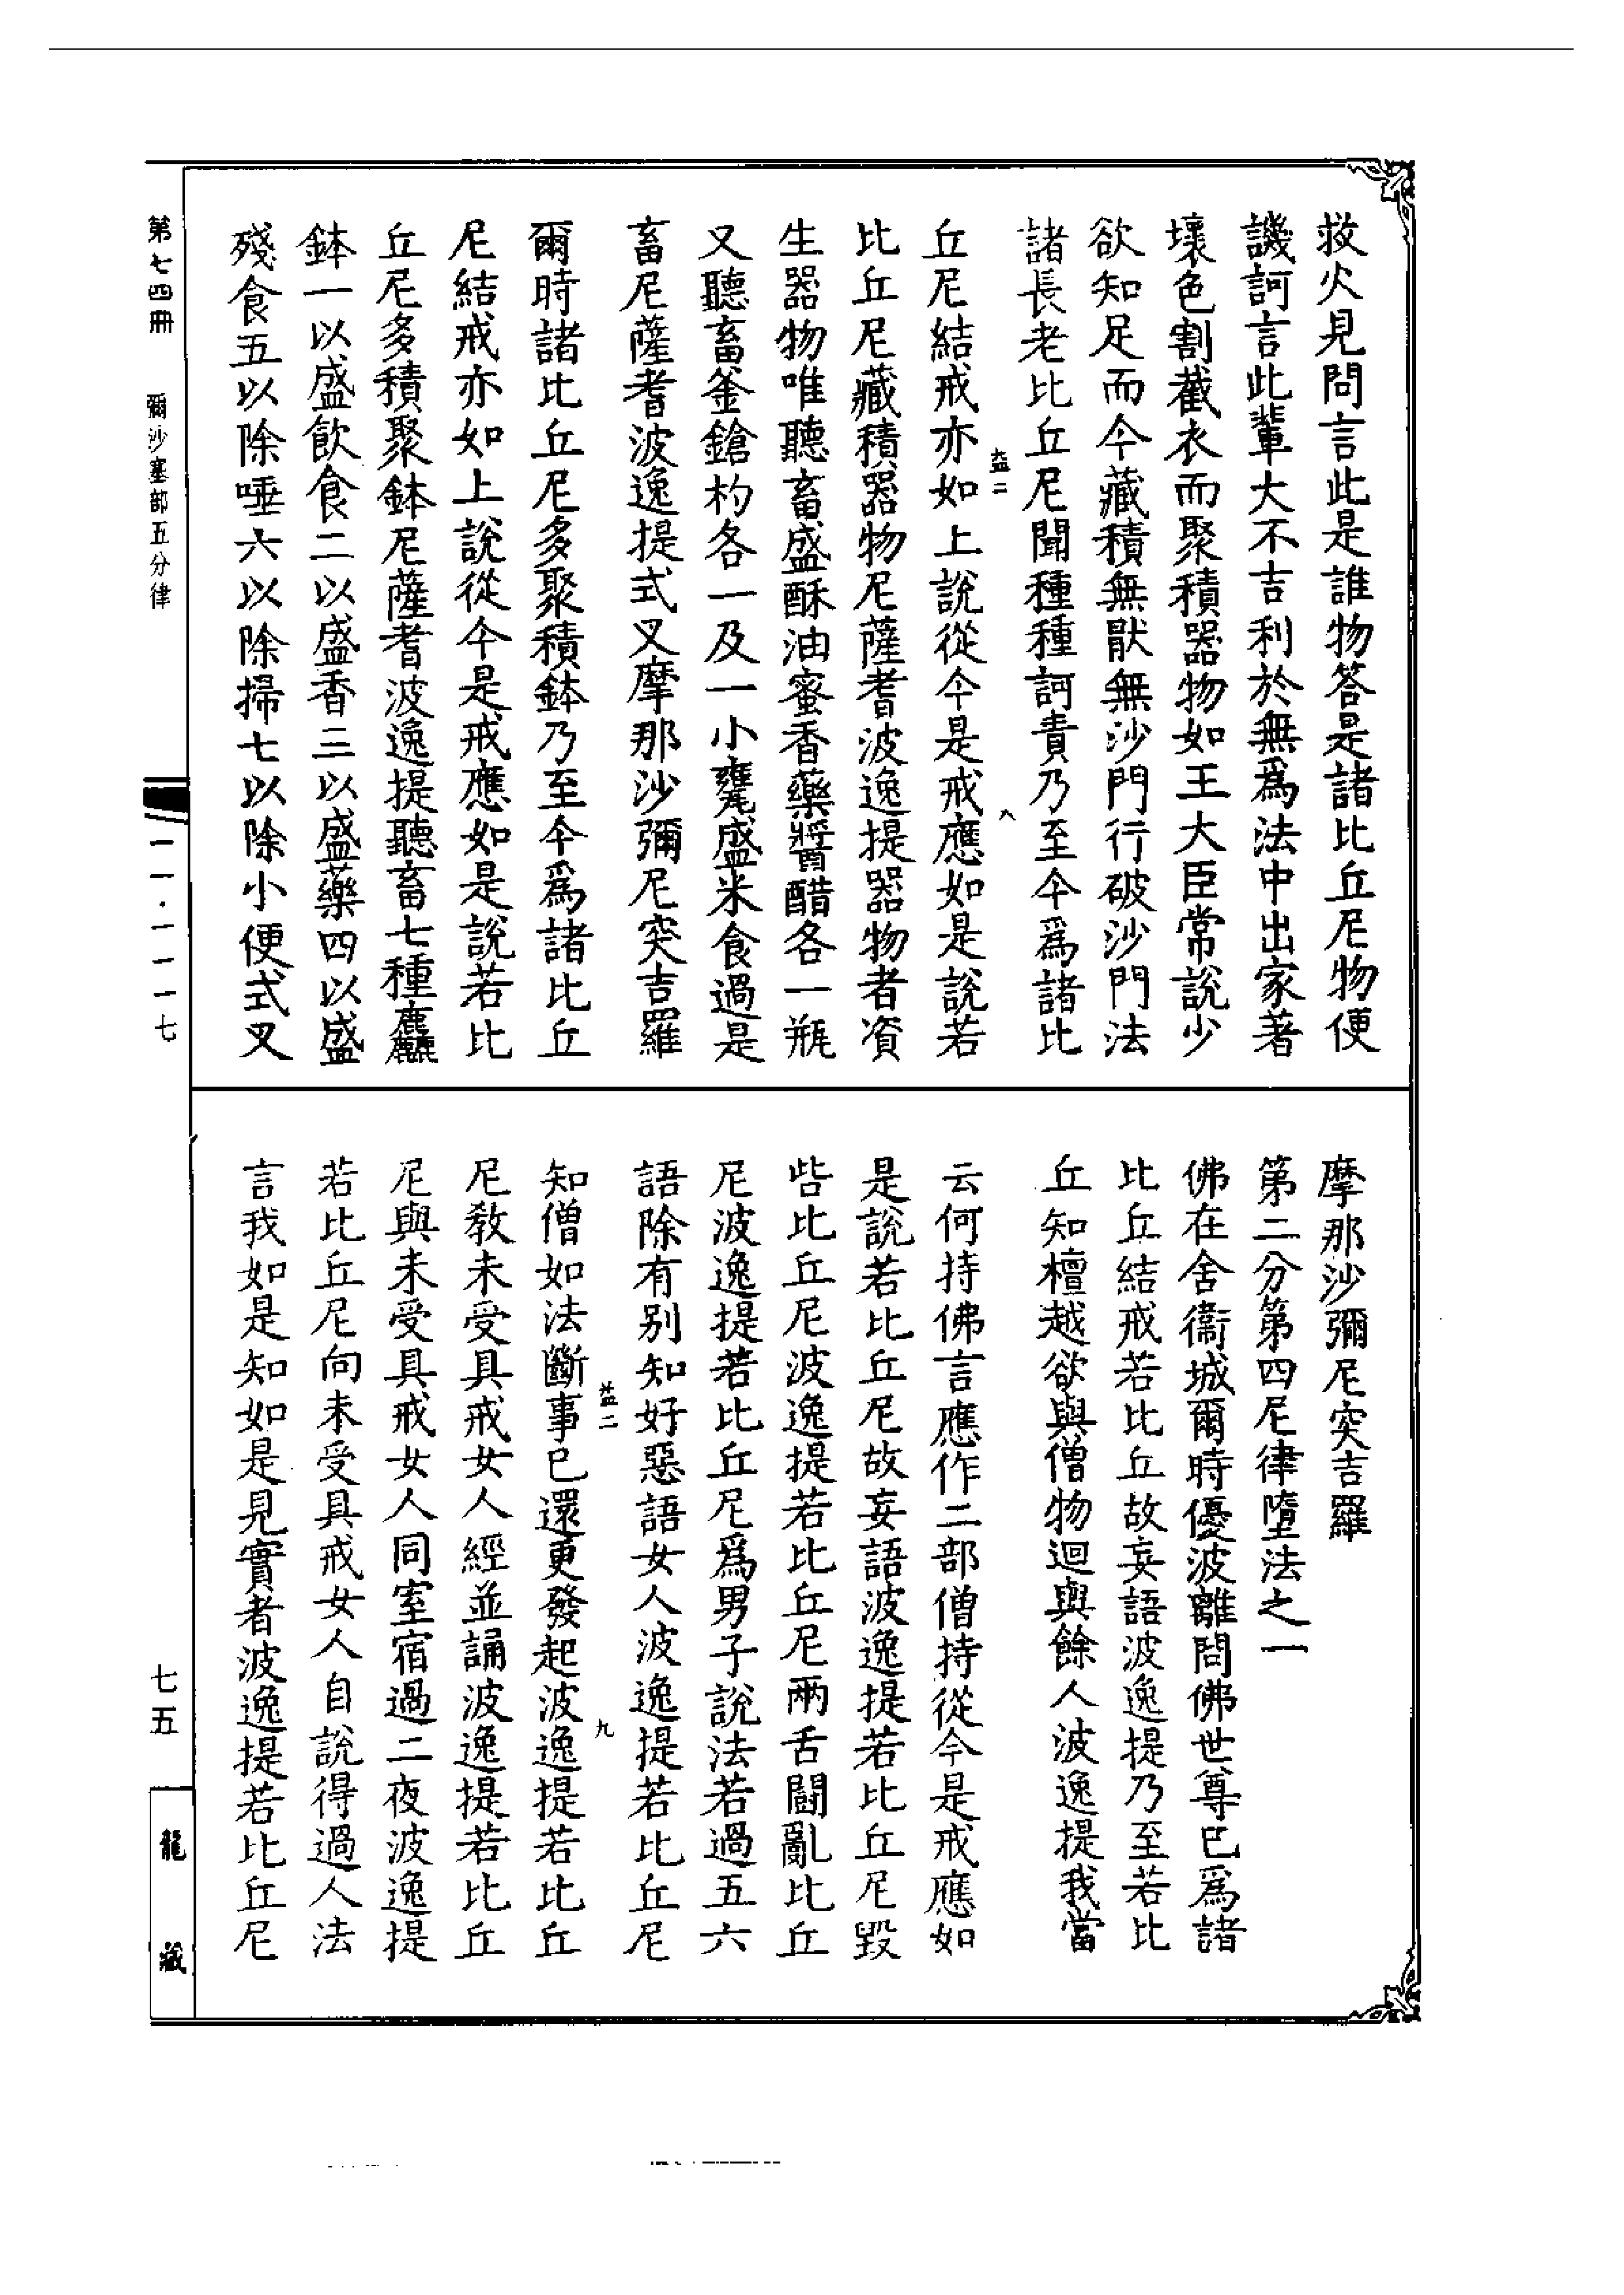 救火見問言此是誰物答是諸比丘尼物便
譏訶言此輩大不吉利於無爲法中出家著
壞色割截衣而聚積器物如王大臣常說少
欲知足而今藏積無猒無沙門行破沙門法
諸長老比丘尼聞種種訶責乃至今爲諸比
益二
八
丘尼結戒亦如上說從今是戒應如是說若
比丘尼藏積器物尼薩耆波逸提器物者資
生器物唯聽畜盛酥油蜜香藥醬醋各一瓶
又聽畜釜鎗杓各一及一小甕盛米食過是
畜尼薩耆波逸提式叉摩那沙彌尼突吉羅
爾時諸比丘尼多聚積鉢乃至今爲諸比丘
尼結戒亦如上說從今是戒應如是說若比
丘尼多積聚鉢尼薩耆波逸提聽畜七種麤
鉢一以盛飲食二以盛香三以盛藥四以盛
殘食五以除唾六以除掃七以除小便式叉
摩那沙彌尼突吉羅
第二分第四尼律墮法之一
佛在舍衞城爾時優波離問佛世尊已爲諸
比丘結戒若比丘故妄語波逸提乃至若比
丘知檀越欲與僧物迴與餘人波逸提我當
云何持佛言應作二部僧持從今是戒應如
是說若比丘尼故妄語波逸提若比丘尼毀
呰比丘尼波逸提若比丘尼兩舌鬪亂比丘
尼波逸提若比丘尼爲男子說法若過五六
語除有別知好惡語女人波逸提若比丘尼
益二
九
知僧如法斷事已還更發起波逸提若比丘
尼教未受具戒女人經並誦波逸提若比丘
尼與未受具戒女人同室宿過二夜波逸提
若比丘尼向未受具戒女人自說得過人法
言我如是知如是見實者波逸提若比丘尼
第七四冊
彌沙塞部五分律
一一·一一一七
七五
龍藏